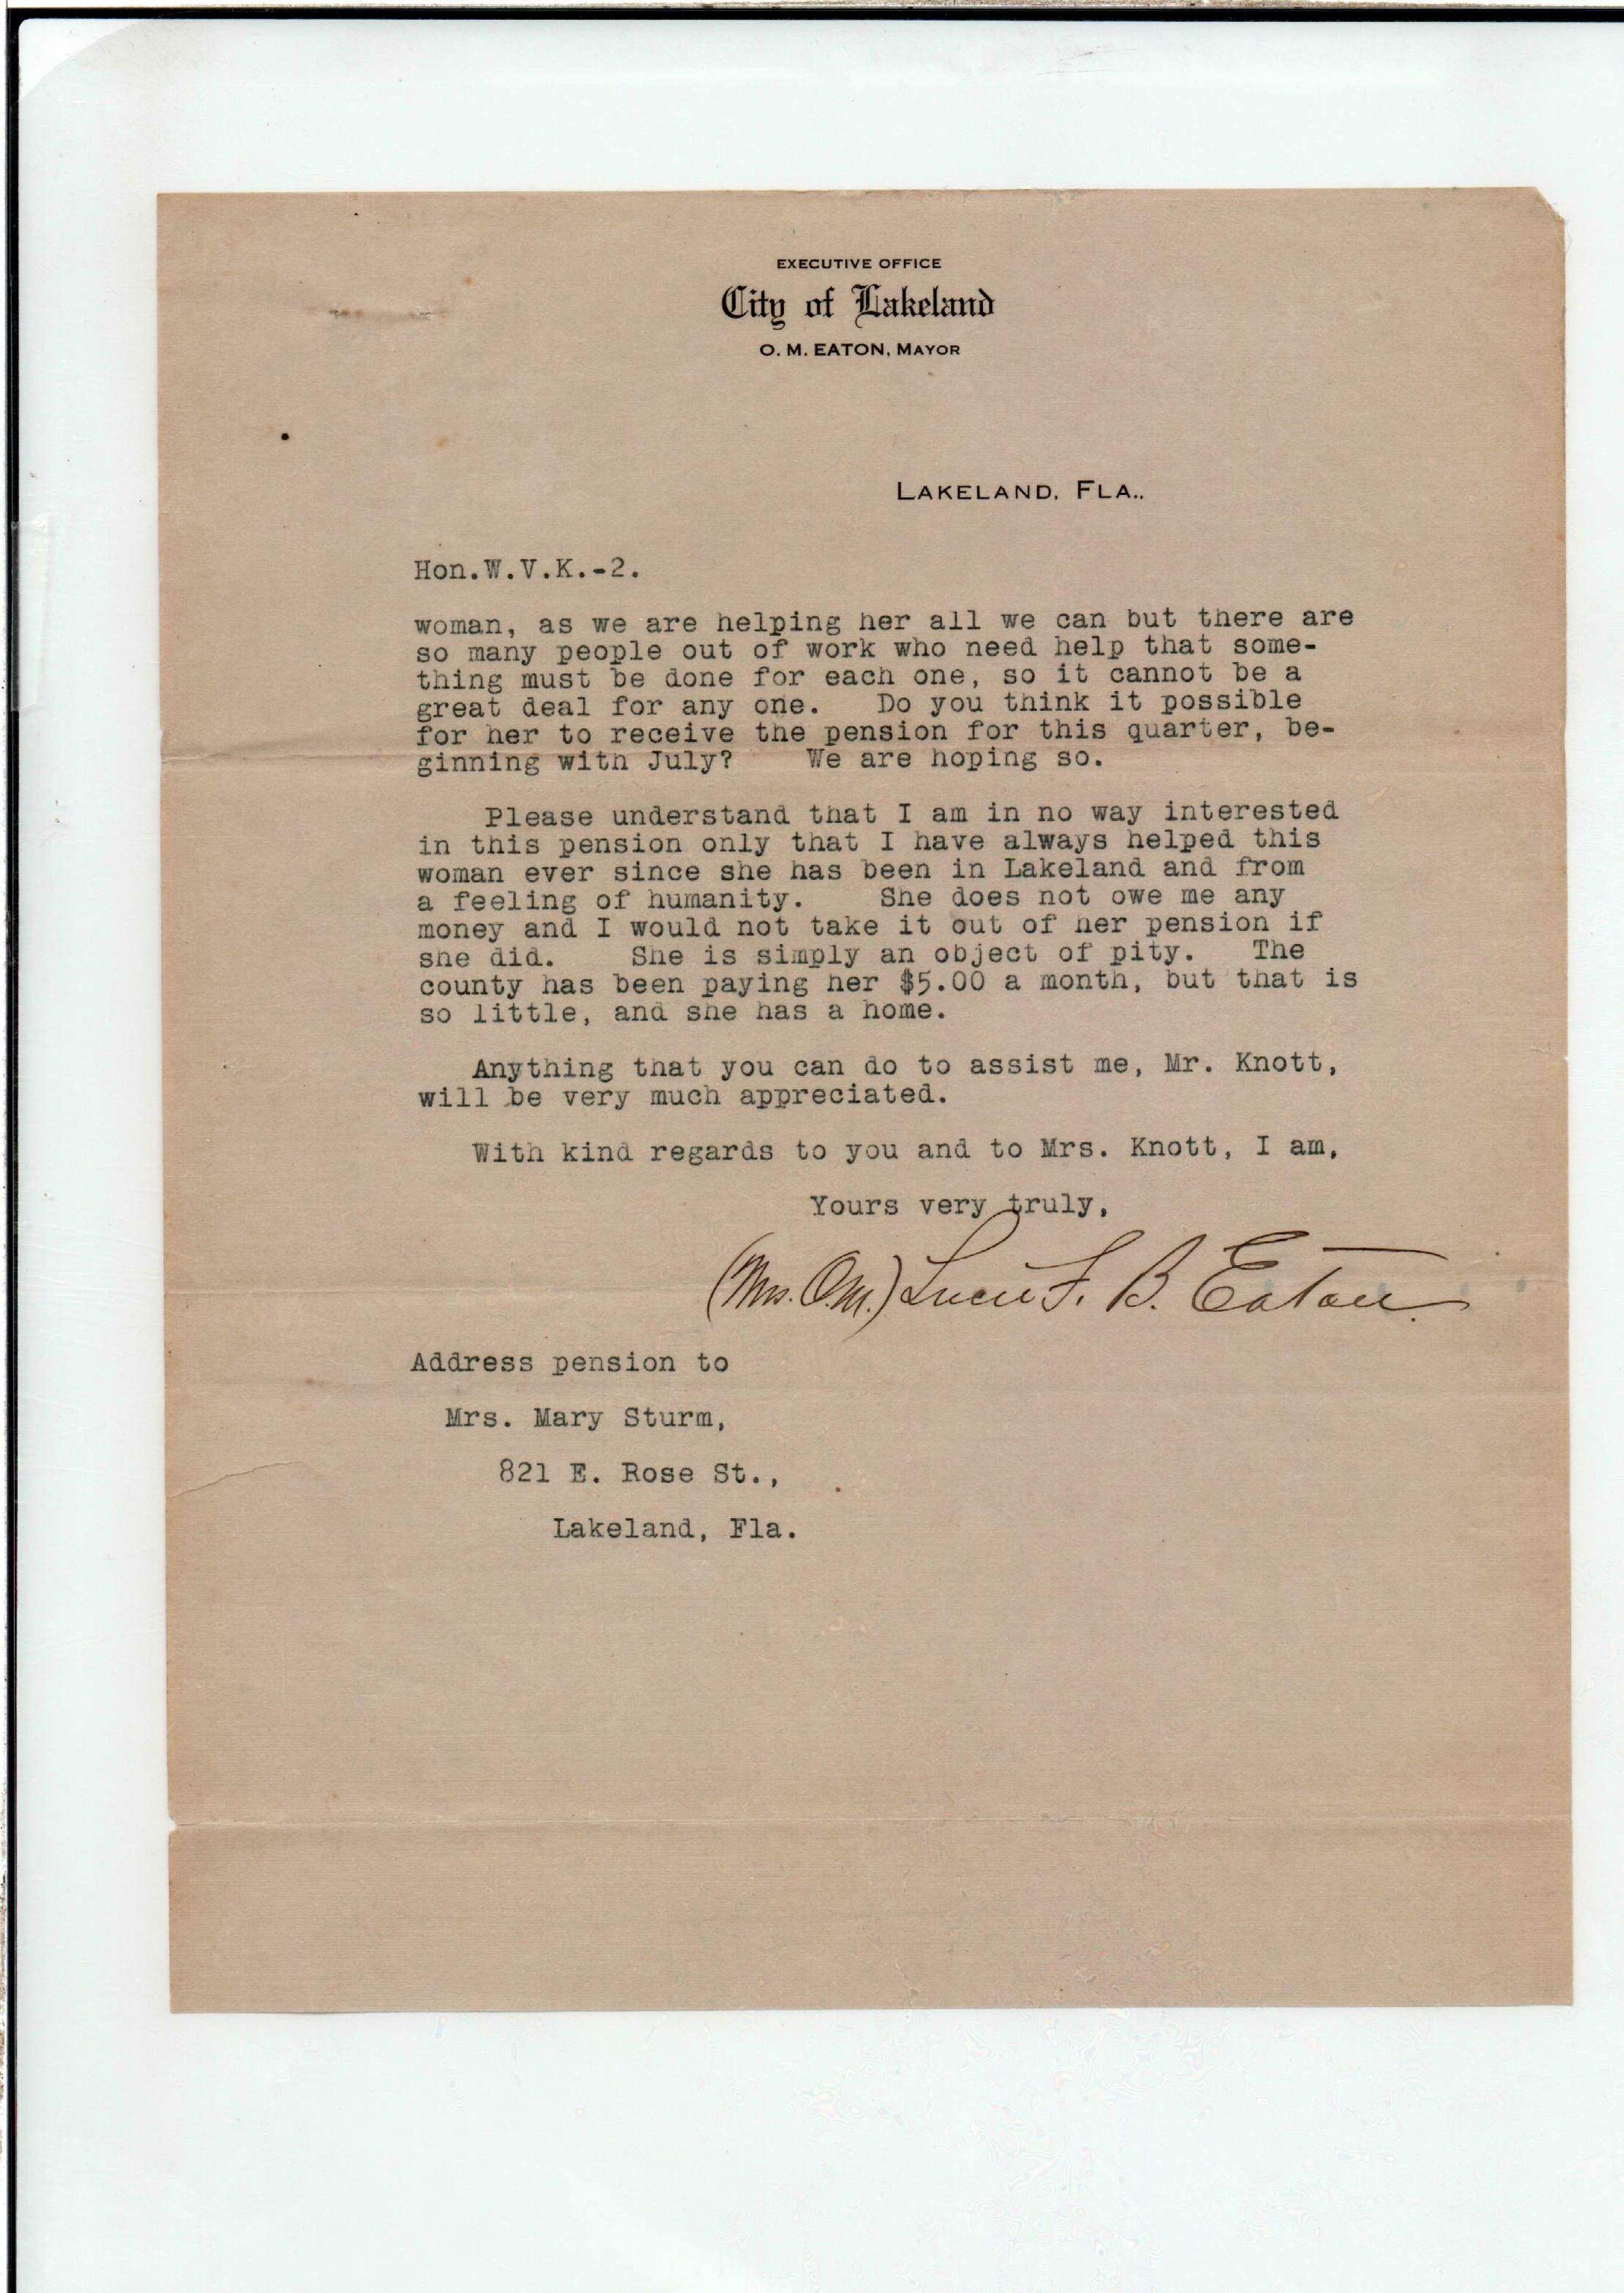 EXECUTIVE OFFICE
City of Lakeland
O. M. EATON, MAYOR
LAKELAND, FLA.,
Hon.W.V.K.-2.
woman, as we are helping her all we can but there are
so many people out of work who need help that some-
thing must be done for each one, so it cannot be a
great deal for any one. Do you think it possible
for her to receive the pension for this quarter, be-
ginning with July? We are hoping so.
Please understand that I am in no way interested
in this pension only that I have always helped this
woman ever since she has been in Lakeland and from
a feeling of humanity. She does not owe me any
money and I would not take it out of her pension if
she did. She is simply an object of pity. The
county has been paying her $5.00 a month, but that is
so little, and she has a home.
Anything that you can do to assist me, Mr. Knott,
will be very much appreciated.
With kind regards to you and to Mrs. Knott, I am,
Yours very truly,
(Mrs. O.M.) Lucie F. B. Eaton.
Address pension to
Mrs. Mary Sturm,
821 E. Rose St.,
Lakeland, Fla.